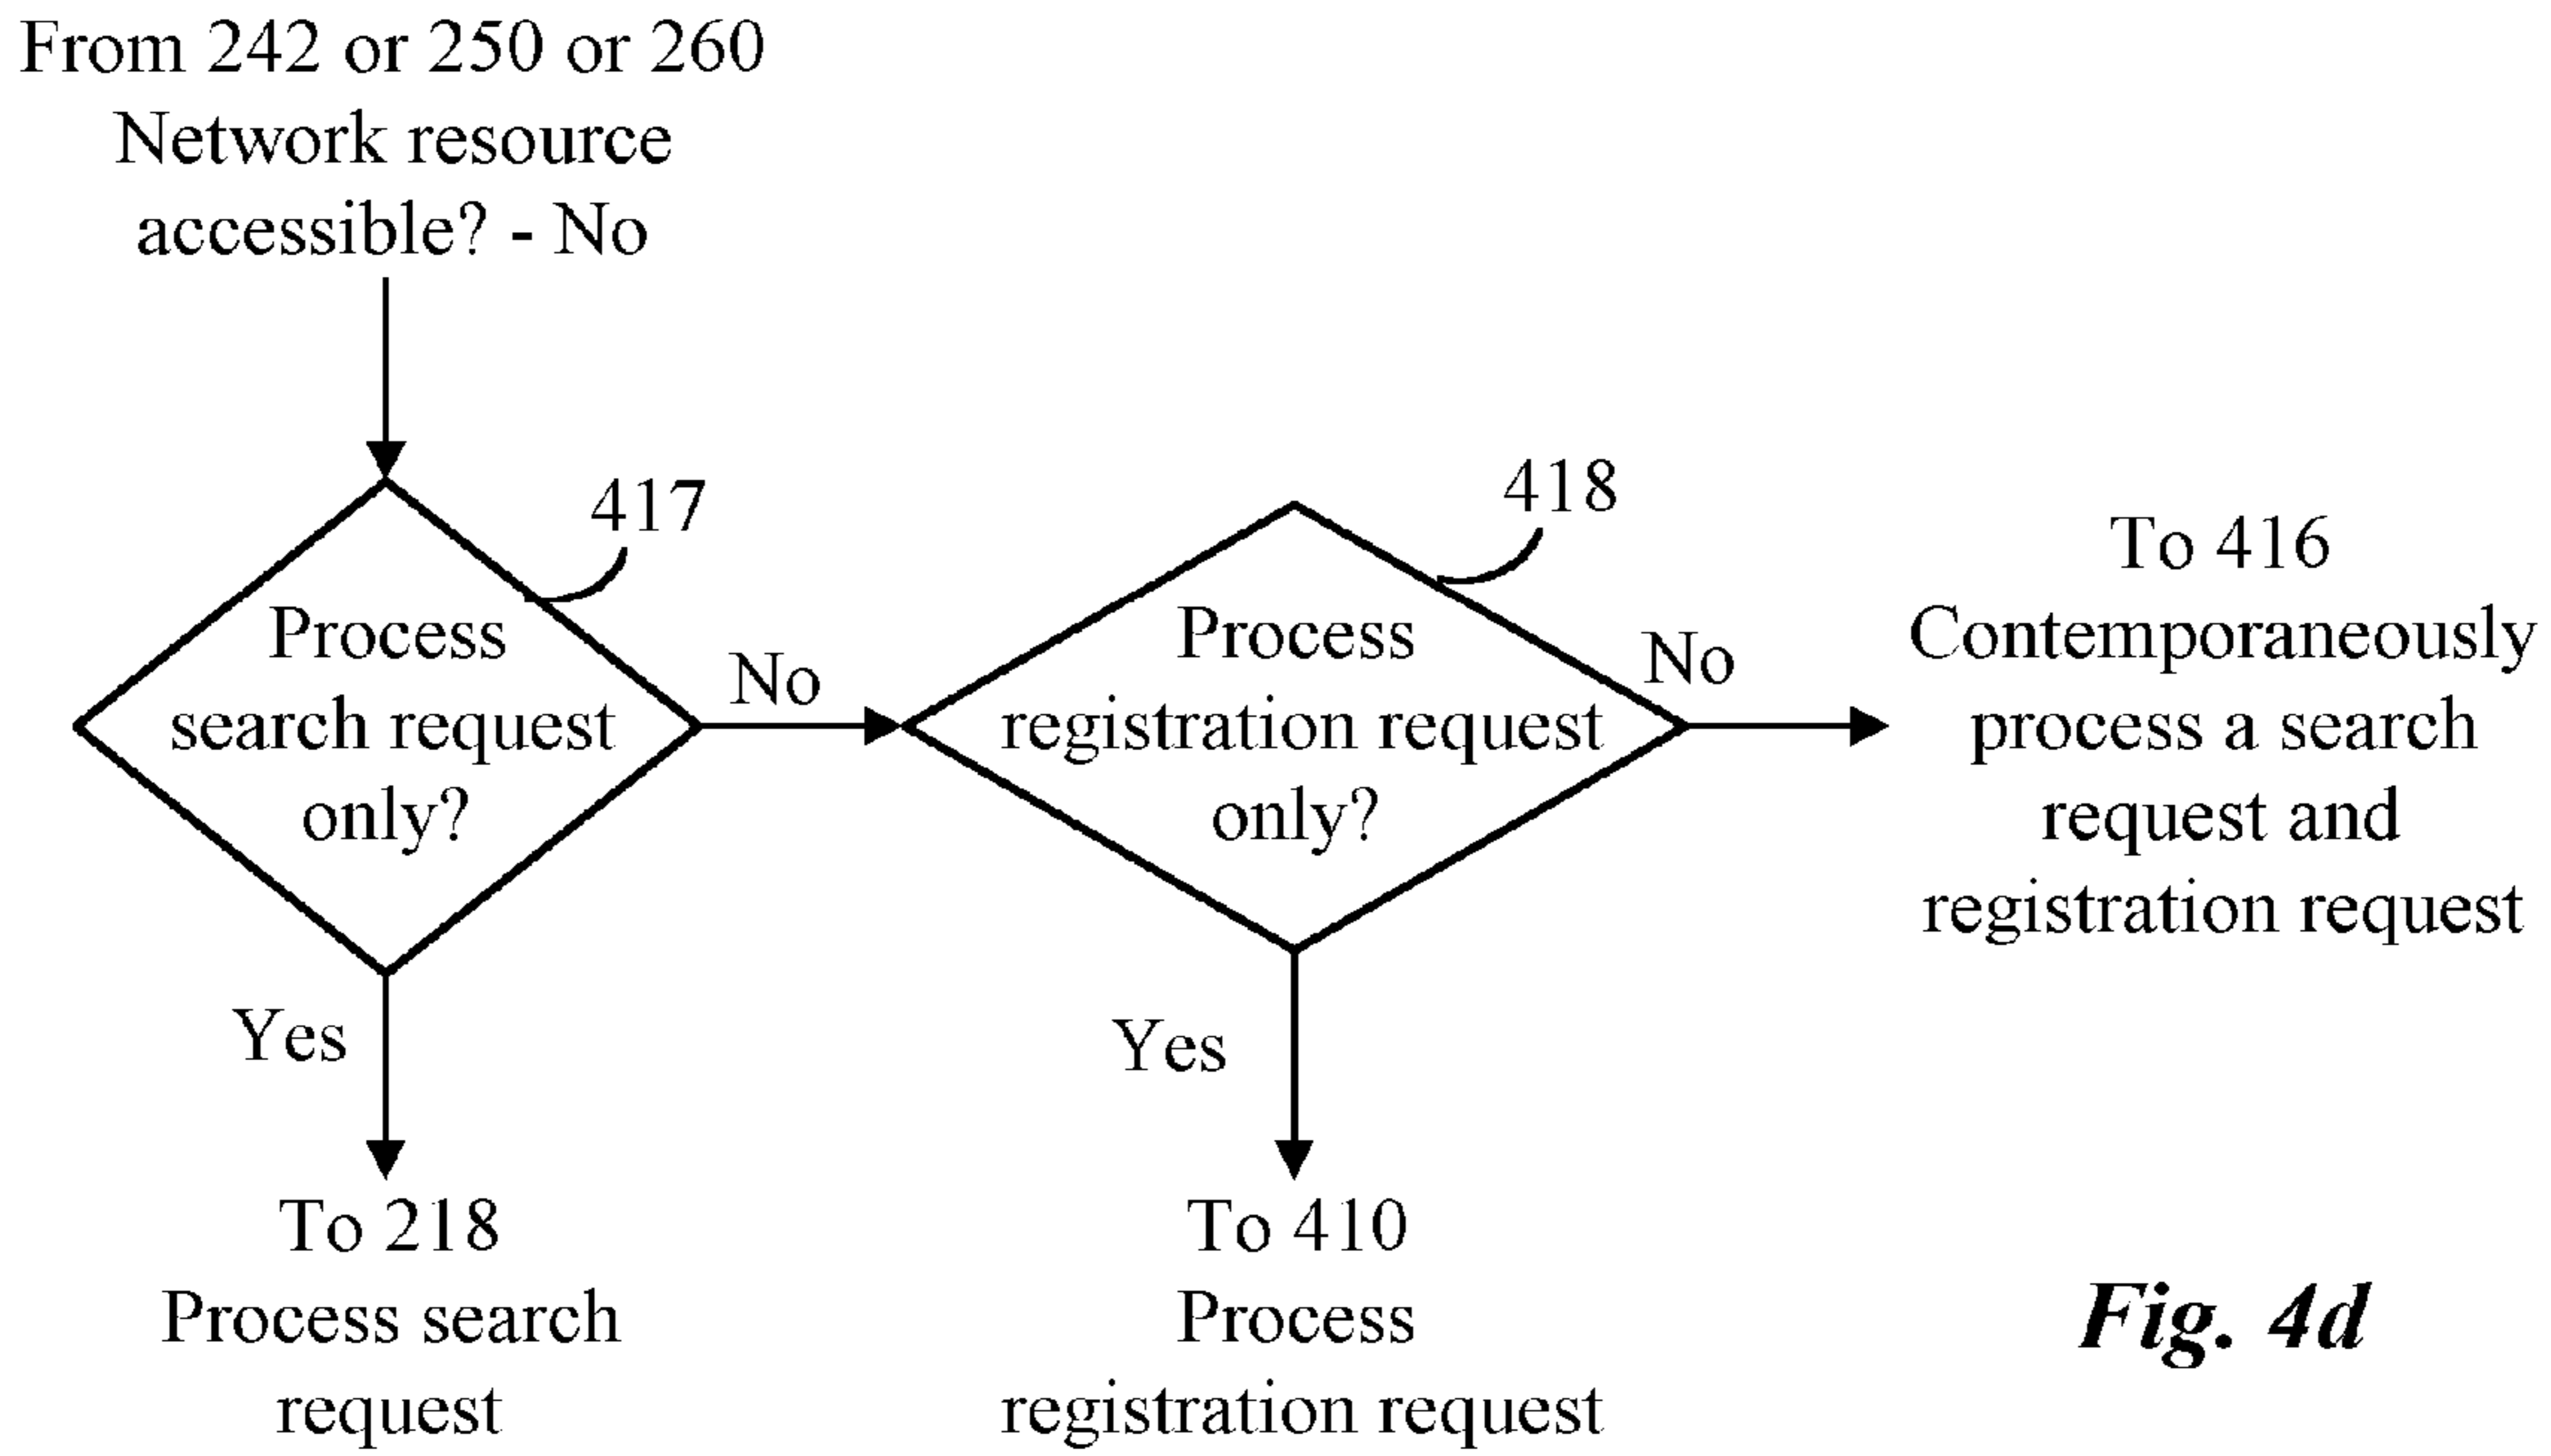 From 242 or 250 or 260
Network resource
accessible? - No
417
Process
search request
only?
No
418
Process
registration request
only?
No
To 416
Contemporaneously
process a search
request and
registration request
Yes
To 218
Process search
request
Yes
To 410
Process
registration request
Fig. 4d